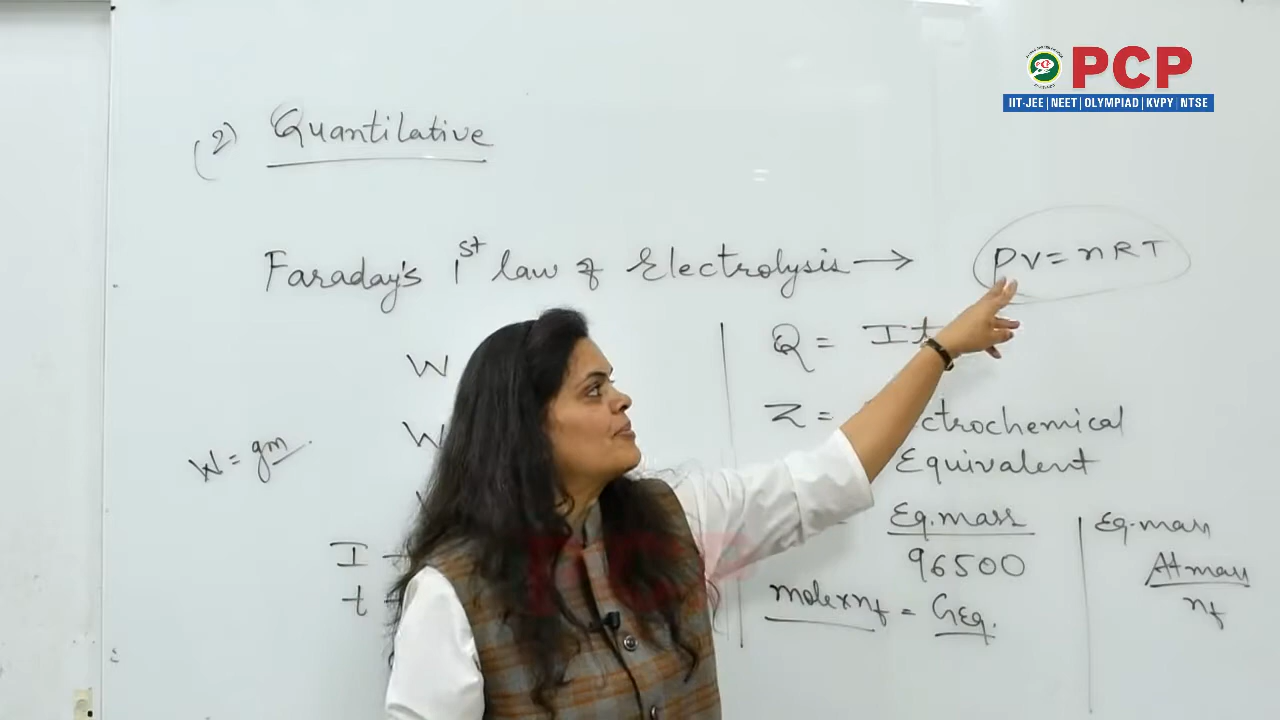 PCP
IIT-JEE | NEET | OLYMPIAD | KVPY | NTSE
(2) Quantilative
Faraday's 1st law of Electrolysis →
PV = nRT
W
W
W = gm.
I
t
Q = It
Z =
Equivalent
Eq. mass
96500
mole x nf = GEq.
Eq. mass
At mass
nf
PCP